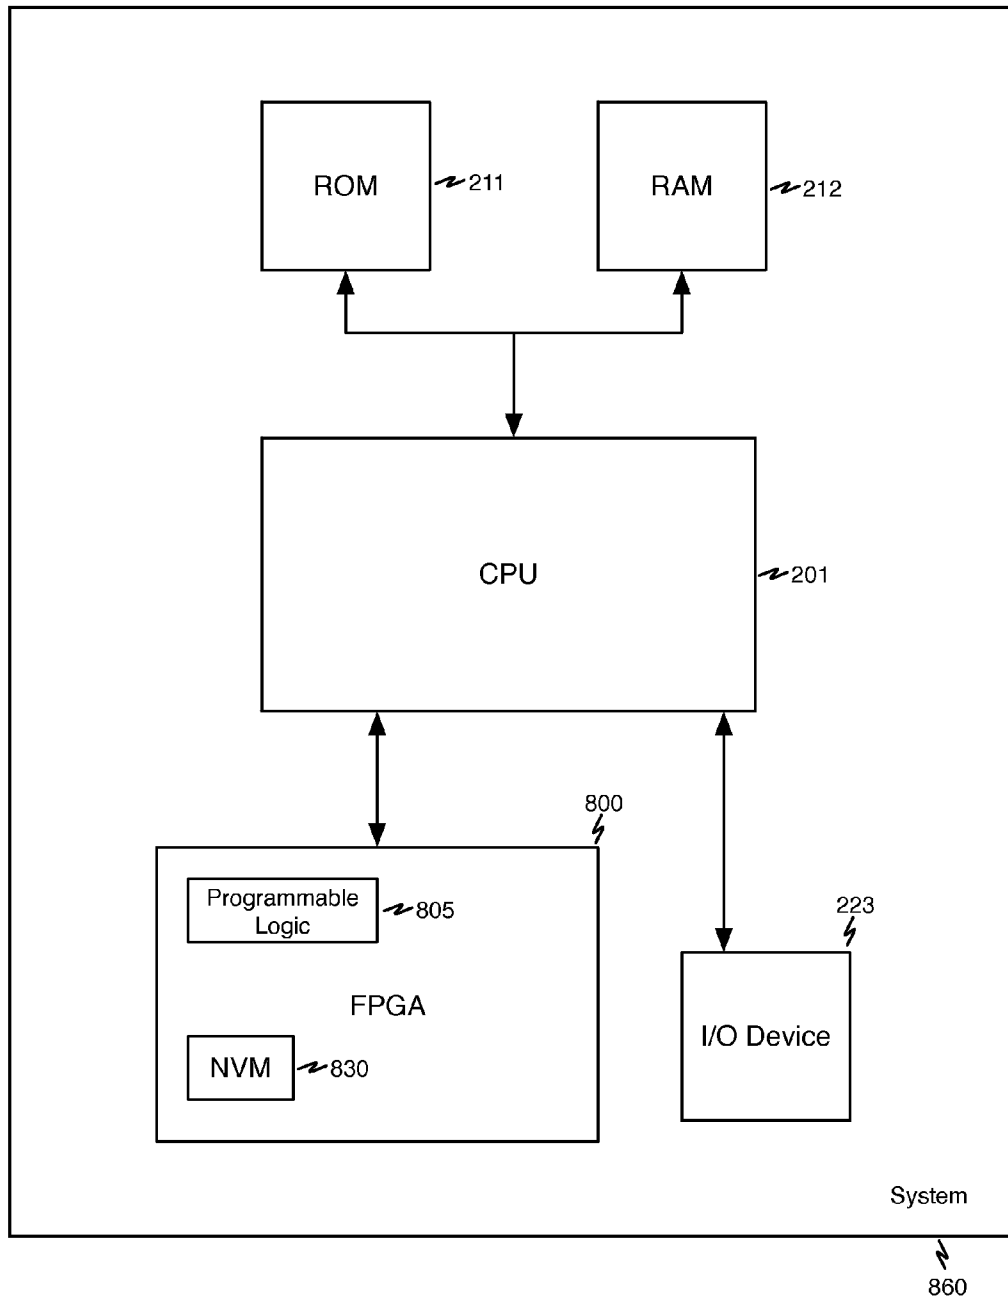 ROM
211
RAM
212
CPU
201
800
Programmable
Logic
805
FPGA
NVM
830
223
I/O Device
System
860